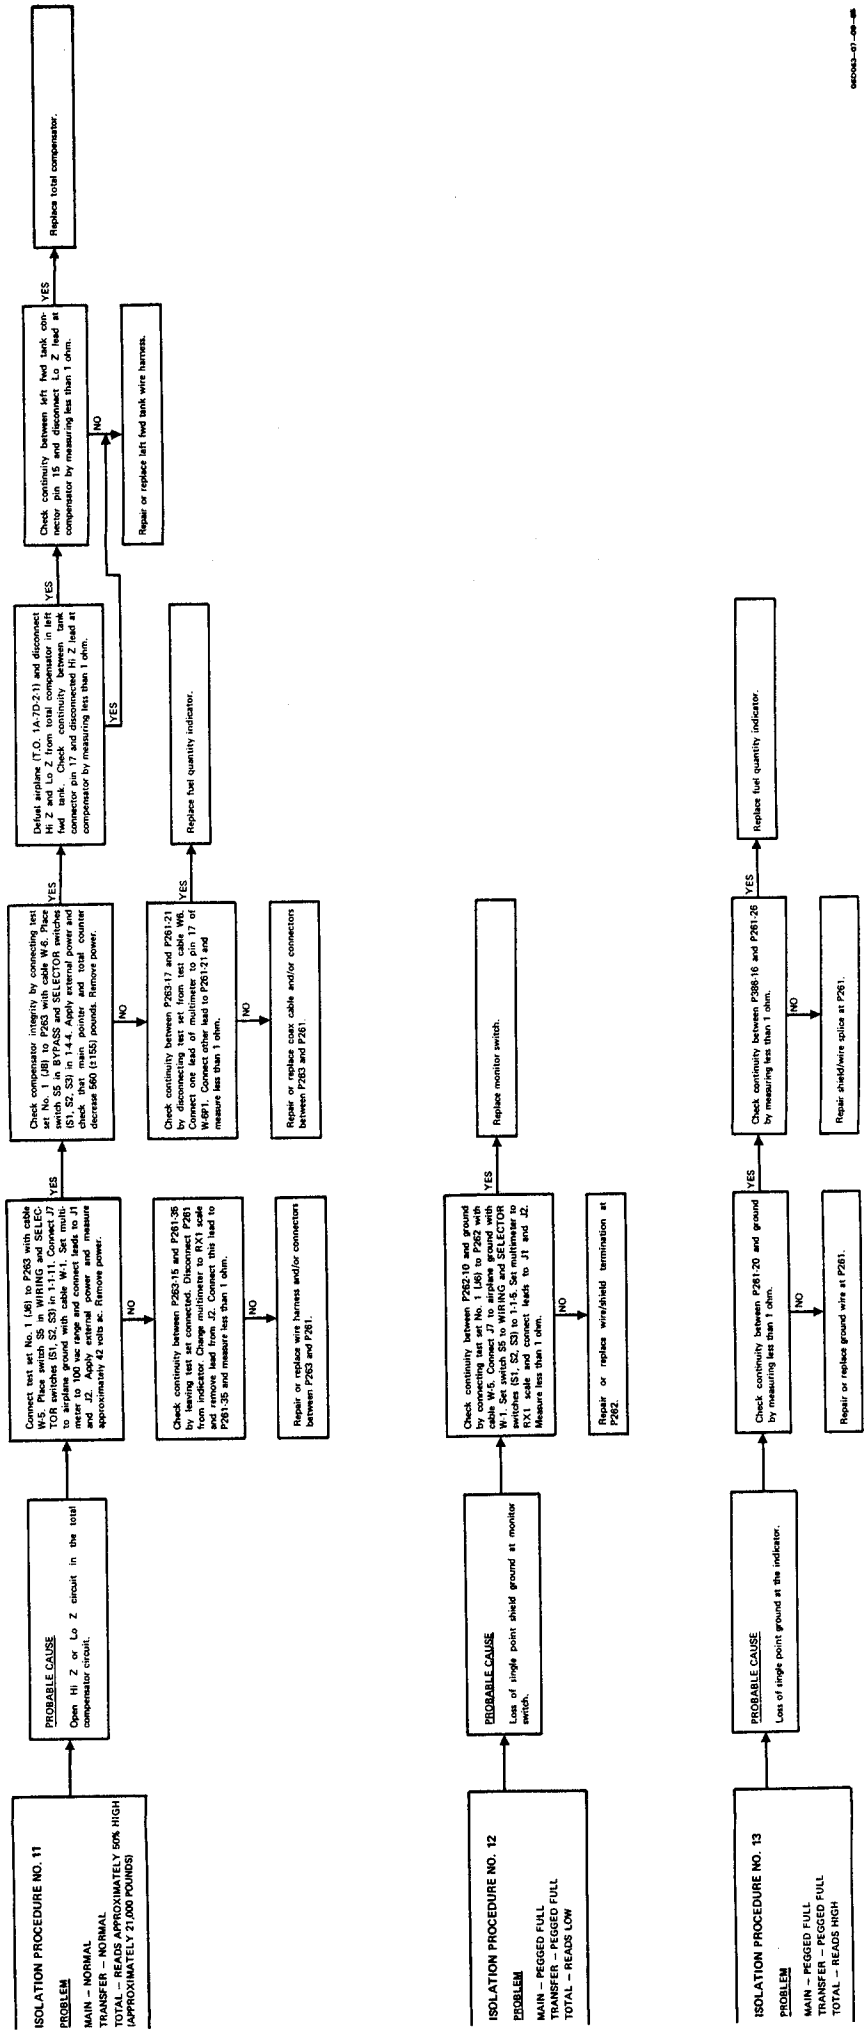 ISOLATION PROCEDURE NO. 11
PROBLEM
MAIN – NORMAL
TRANSFER – NORMAL
TOTAL – READS APPROXIMATELY 50% HIGH
(APPROXIMATELY 21,000 POUNDS)
PROBABLE CAUSE
Open Hi Z or Lo Z circuit in the total
compensator circuit.
Connect test set No. 1 (J6) to P263 with cable
W-5. Place switch S5 in WIRING and SELEC-
TOR switches (S1, S2, S3) in 1-1-11. Connect J7
to airplane ground with cable W-1. Set multi-
meter to 100 vac range and connect leads to J1
and J2. Apply external power and measure
approximately 42 volts ac. Remove power.
YES
NO
Check continuity between P263-15 and P261-35
by leaving test set connected. Disconnect P261
from indicator. Change multimeter to RX1 scale
and remove lead from J2. Connect this lead to
P261-35 and measure less than 1 ohm.
NO
Repair or replace wire harness and/or connectors
between P263 and P261.
Check compensator integrity by connecting test
set No. 1 (J8) to P263 with cable W-6. Place
switch S5 in BYPASS and SELECTOR switches
(S1, S2, S3) in 1-4-4. Apply external power and
check that main pointer and total counter
decrease 560 (±155) pounds. Remove power.
YES
NO
Check continuity between P263-17 and P261-21
by disconnecting test set from test cable W6.
Connect one lead of multimeter to pin 17 of
W-6P1. Connect other lead to P261-21 and
measure less than 1 ohm.
YES
NO
Repair or replace coax cable and/or connectors
between P263 and P261.
Replace fuel quantity indicator.
Defuel airplane (T.O. 1A-7D-2-1) and disconnect
Hi Z and Lo Z from total compensator in left
fwd tank. Check continuity between tank
connector pin 17 and disconnected Hi Z lead at
compensator by measuring less than 1 ohm.
YES
YES
Check continuity between left fwd tank con-
nector pin 15 and disconnect Lo Z lead at
compensator by measuring less than 1 ohm.
YES
NO
Repair or replace left fwd tank wire harness.
Replace total compensator.
ISOLATION PROCEDURE NO. 12
PROBLEM
MAIN – PEGGED FULL
TRANSFER – PEGGED FULL
TOTAL – READS LOW
PROBABLE CAUSE
Loss of single point shield ground at monitor
switch.
Check continuity between P262-10 and ground
by connecting test set No. 1 (J6) to P262 with
cable W-5. Connect J7 to airplane ground with
W-1. Set switch S5 to WIRING and SELECTOR
switches (S1, S2, S3) to 1-1-5. Set multimeter to
RX1 scale and connect leads to J1 and J2.
Measure less than 1 ohm.
YES
NO
Repair or replace wire/shield termination at
P262.
Replace monitor switch.
ISOLATION PROCEDURE NO. 13
PROBLEM
MAIN – PEGGED FULL
TRANSFER – PEGGED FULL
TOTAL – READS HIGH
PROBABLE CAUSE
Loss of single point ground at the indicator.
Check continuity between P261-20 and ground
by measuring less than 1 ohm.
YES
NO
Repair or replace ground wire at P261.
Check continuity between P386-16 and P261-26
by measuring less than 1 ohm.
YES
NO
Repair shield/wire splice at P261.
Replace fuel quantity indicator.